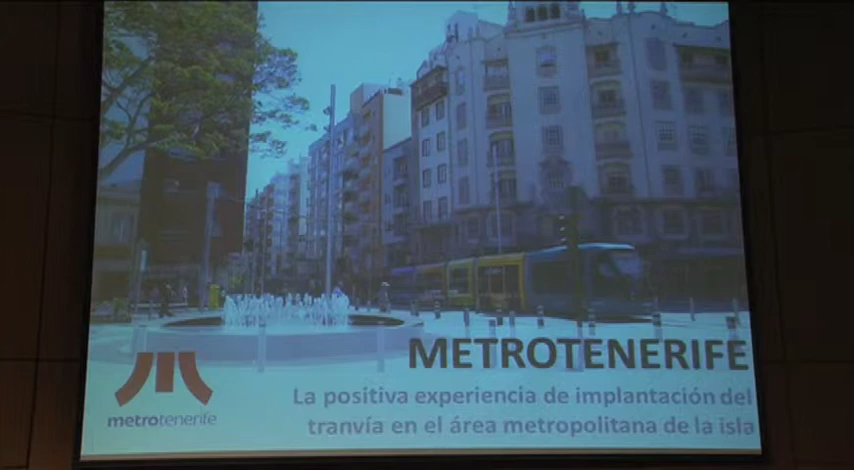 METROTENERIFE
La positiva experiencia de implantación del
tranvía en el área metropolitana de la isla
metrotenerife